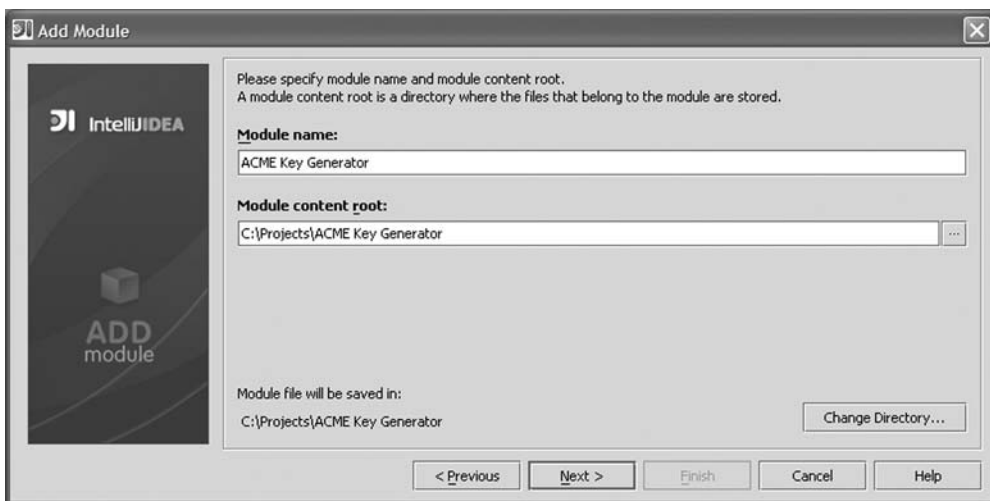 Add Module
Please specify module name and module content root.
A module content root is a directory where the files that belong to the module are stored.
IntelliJIDEA
Module name:
ACME Key Generator
Module content root:
C:\Projects\ACME Key Generator
...
ADD
module
Module file will be saved in:
C:\Projects\ACME Key Generator
Change Directory...
< Previous
Next >
Finish
Cancel
Help